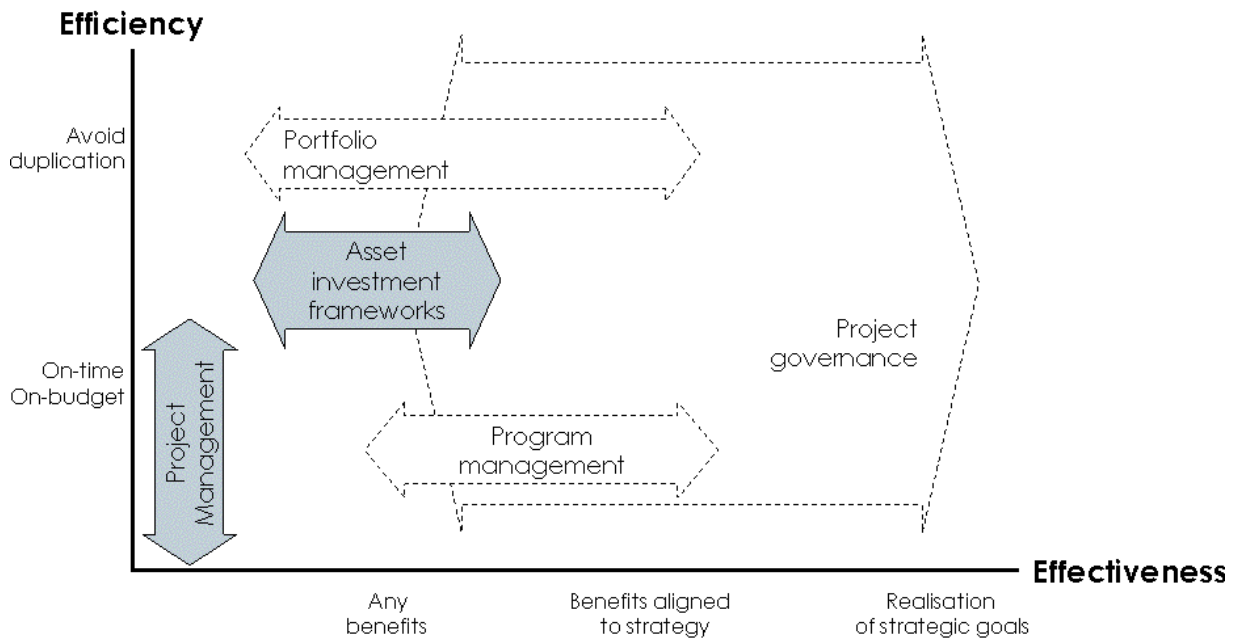 Efficiency
Avoid
duplication
Portfolio
management
Asset
investment
frameworks
Project
governance
On-time
On-budget
Project
Management
Program
management
Effectiveness
Any
benefits
Benefits aligned
to strategy
Realisation
of strategic goals